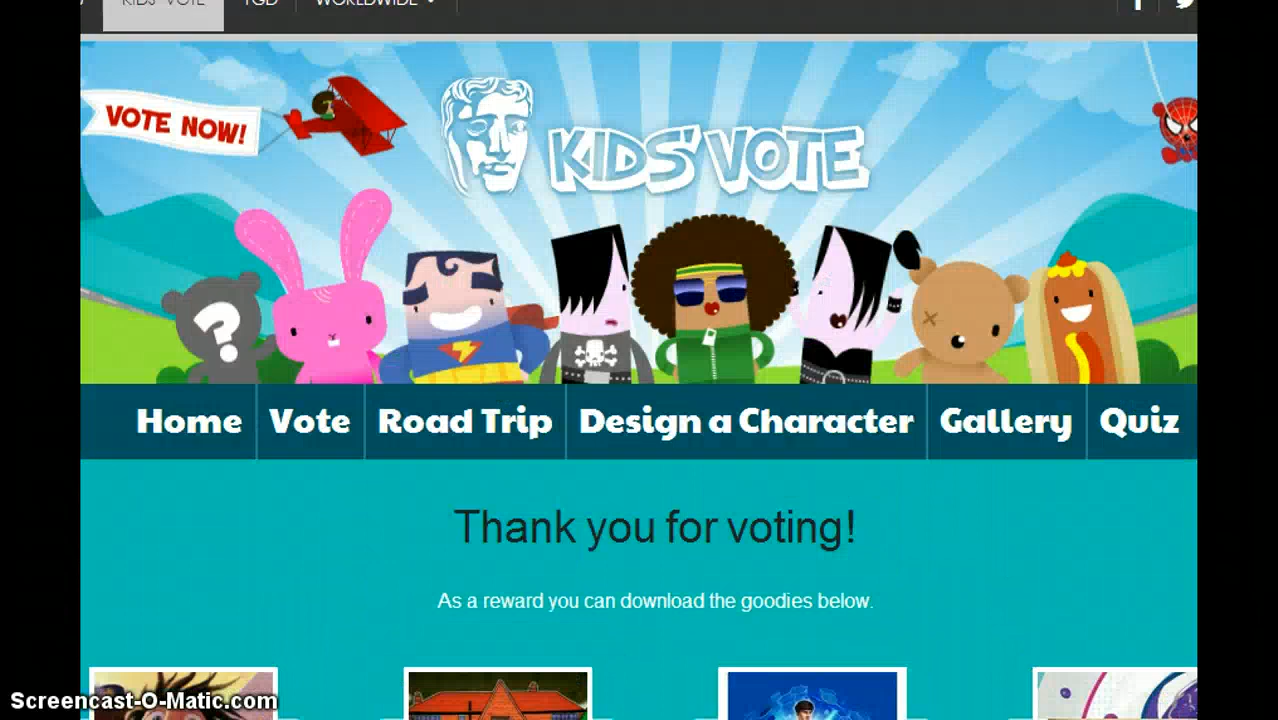 KIDS' VOTE
YGD
WORLDWIDE
VOTE NOW!
KIDS' VOTE
?
Home
Vote
Road Trip
Design a Character
Gallery
Quiz
Thank you for voting!
As a reward you can download the goodies below.
Screencast-O-Matic.com